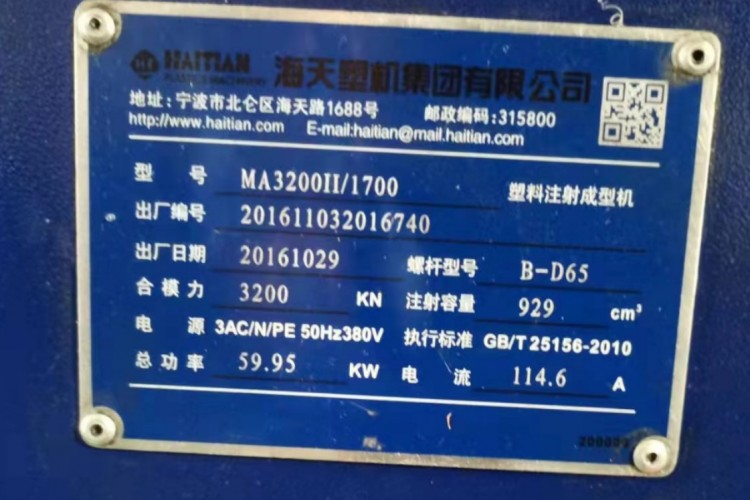 HAITIAN 海天塑机集团有限公司
PLASTICS MACHINERY
地址:宁波市北仑区海天路1688号 邮政编码:315800
http://www.haitian.com E-mail:haitian@mail.haitian.com
型号 MA3200II/1700 塑料注射成型机
出厂编号 201611032016740
出厂日期 20161029 螺杆型号 B-D65
合模力 3200 KN 注射容量 929 cm³
电源 3AC/N/PE 50Hz380V 执行标准 GB/T 25156-2010
总功率 59.95 KW 电流 114.6 A